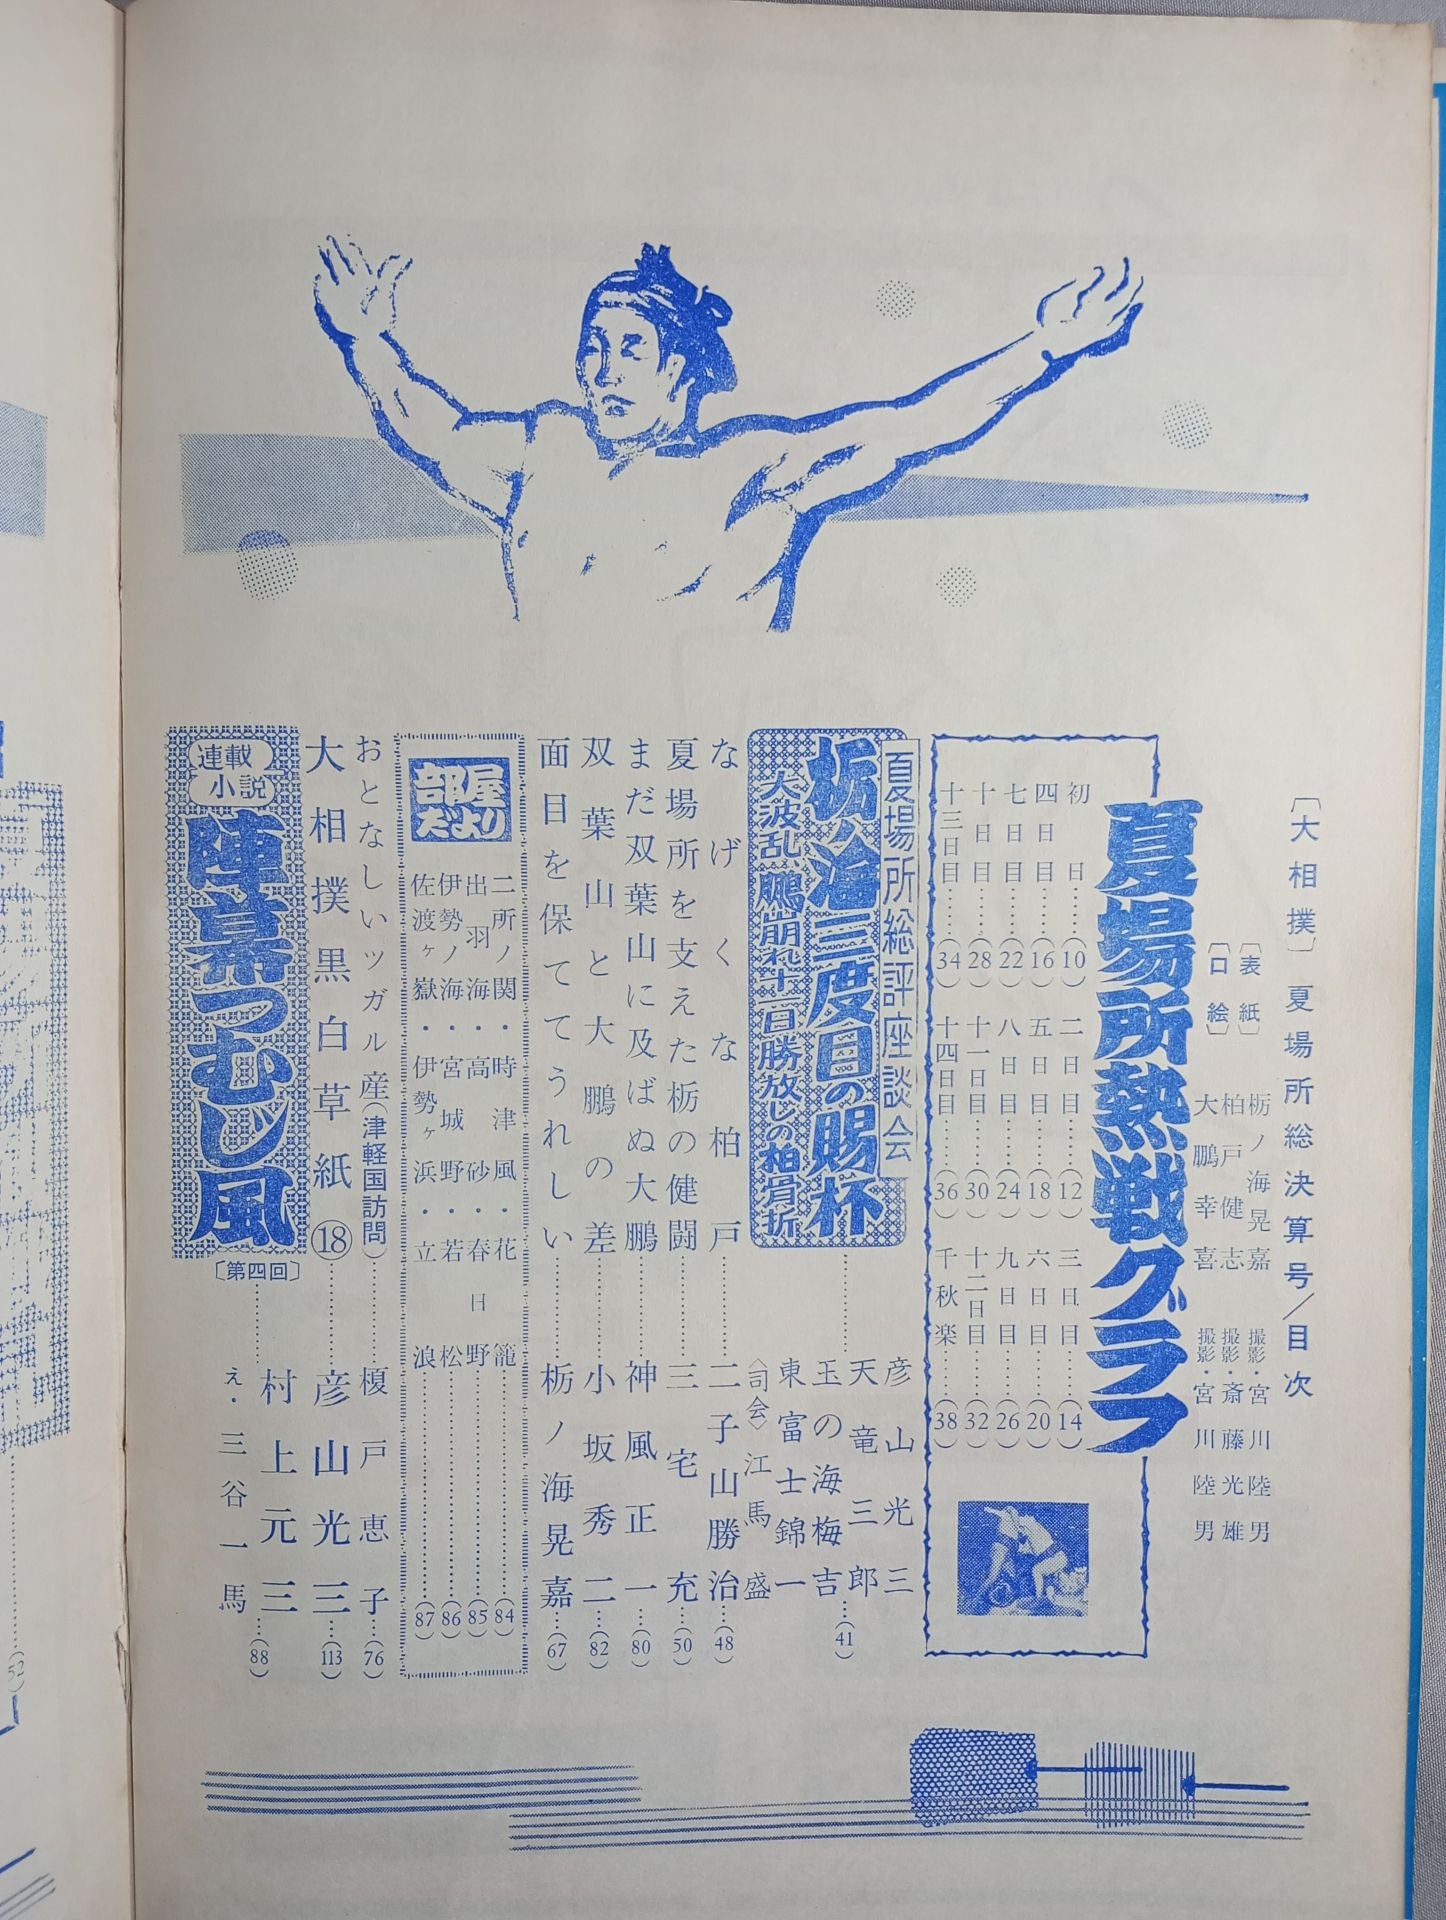 〔大相撲〕夏場所総決算号／目次
〔表紙〕栃ノ海晃嘉 撮影・宮川陸男
〔口絵〕柏戸健志 撮影・斎藤光雄
大鵬幸喜 撮影・宮川陸男
夏場所熱戦グラフ
初日……(10) 二日目……(12) 三日目……(14)
四日目……(16) 五日目……(18) 六日目……(20)
七日目……(22) 八日目……(24) 九日目……(26)
十日目……(28) 十一日目……(30) 十二日目……(32)
十三日目……(34) 十四日目……(36) 千秋楽……(38)
夏場所総評座談会
栃ノ海三度目の賜杯
大波乱、鵬崩れ十一日勝放しの柏骨折
彦山光三
天竜三郎……(41)
玉の海梅吉
東富士錦一
〈司会〉江馬盛
なげくな柏戸……二子山勝治……(48)
夏場所を支えた栃の健闘……三宅充……(50)
まだ双葉山に及ばぬ大鵬……神風正一……(80)
双葉山と大鵬の差……小坂秀二……(82)
面目を保ててうれしい……栃ノ海晃嘉……(67)
部屋だより
二所ノ関・時津風・花籠……(84)
出羽海・高砂・春日野……(85)
伊勢ノ海・宮城野・若松……(86)
佐渡ヶ嶽・伊勢ヶ浜・立浪……(87)
おとなしいツガル産(津軽国訪問)……榎戸恵子……(76)
大相撲黒白草紙⑱……彦山光三……(113)
連載小説
陣幕つむじ風
〔第四回〕……村上元三……(88)
え・三谷一馬
(52)